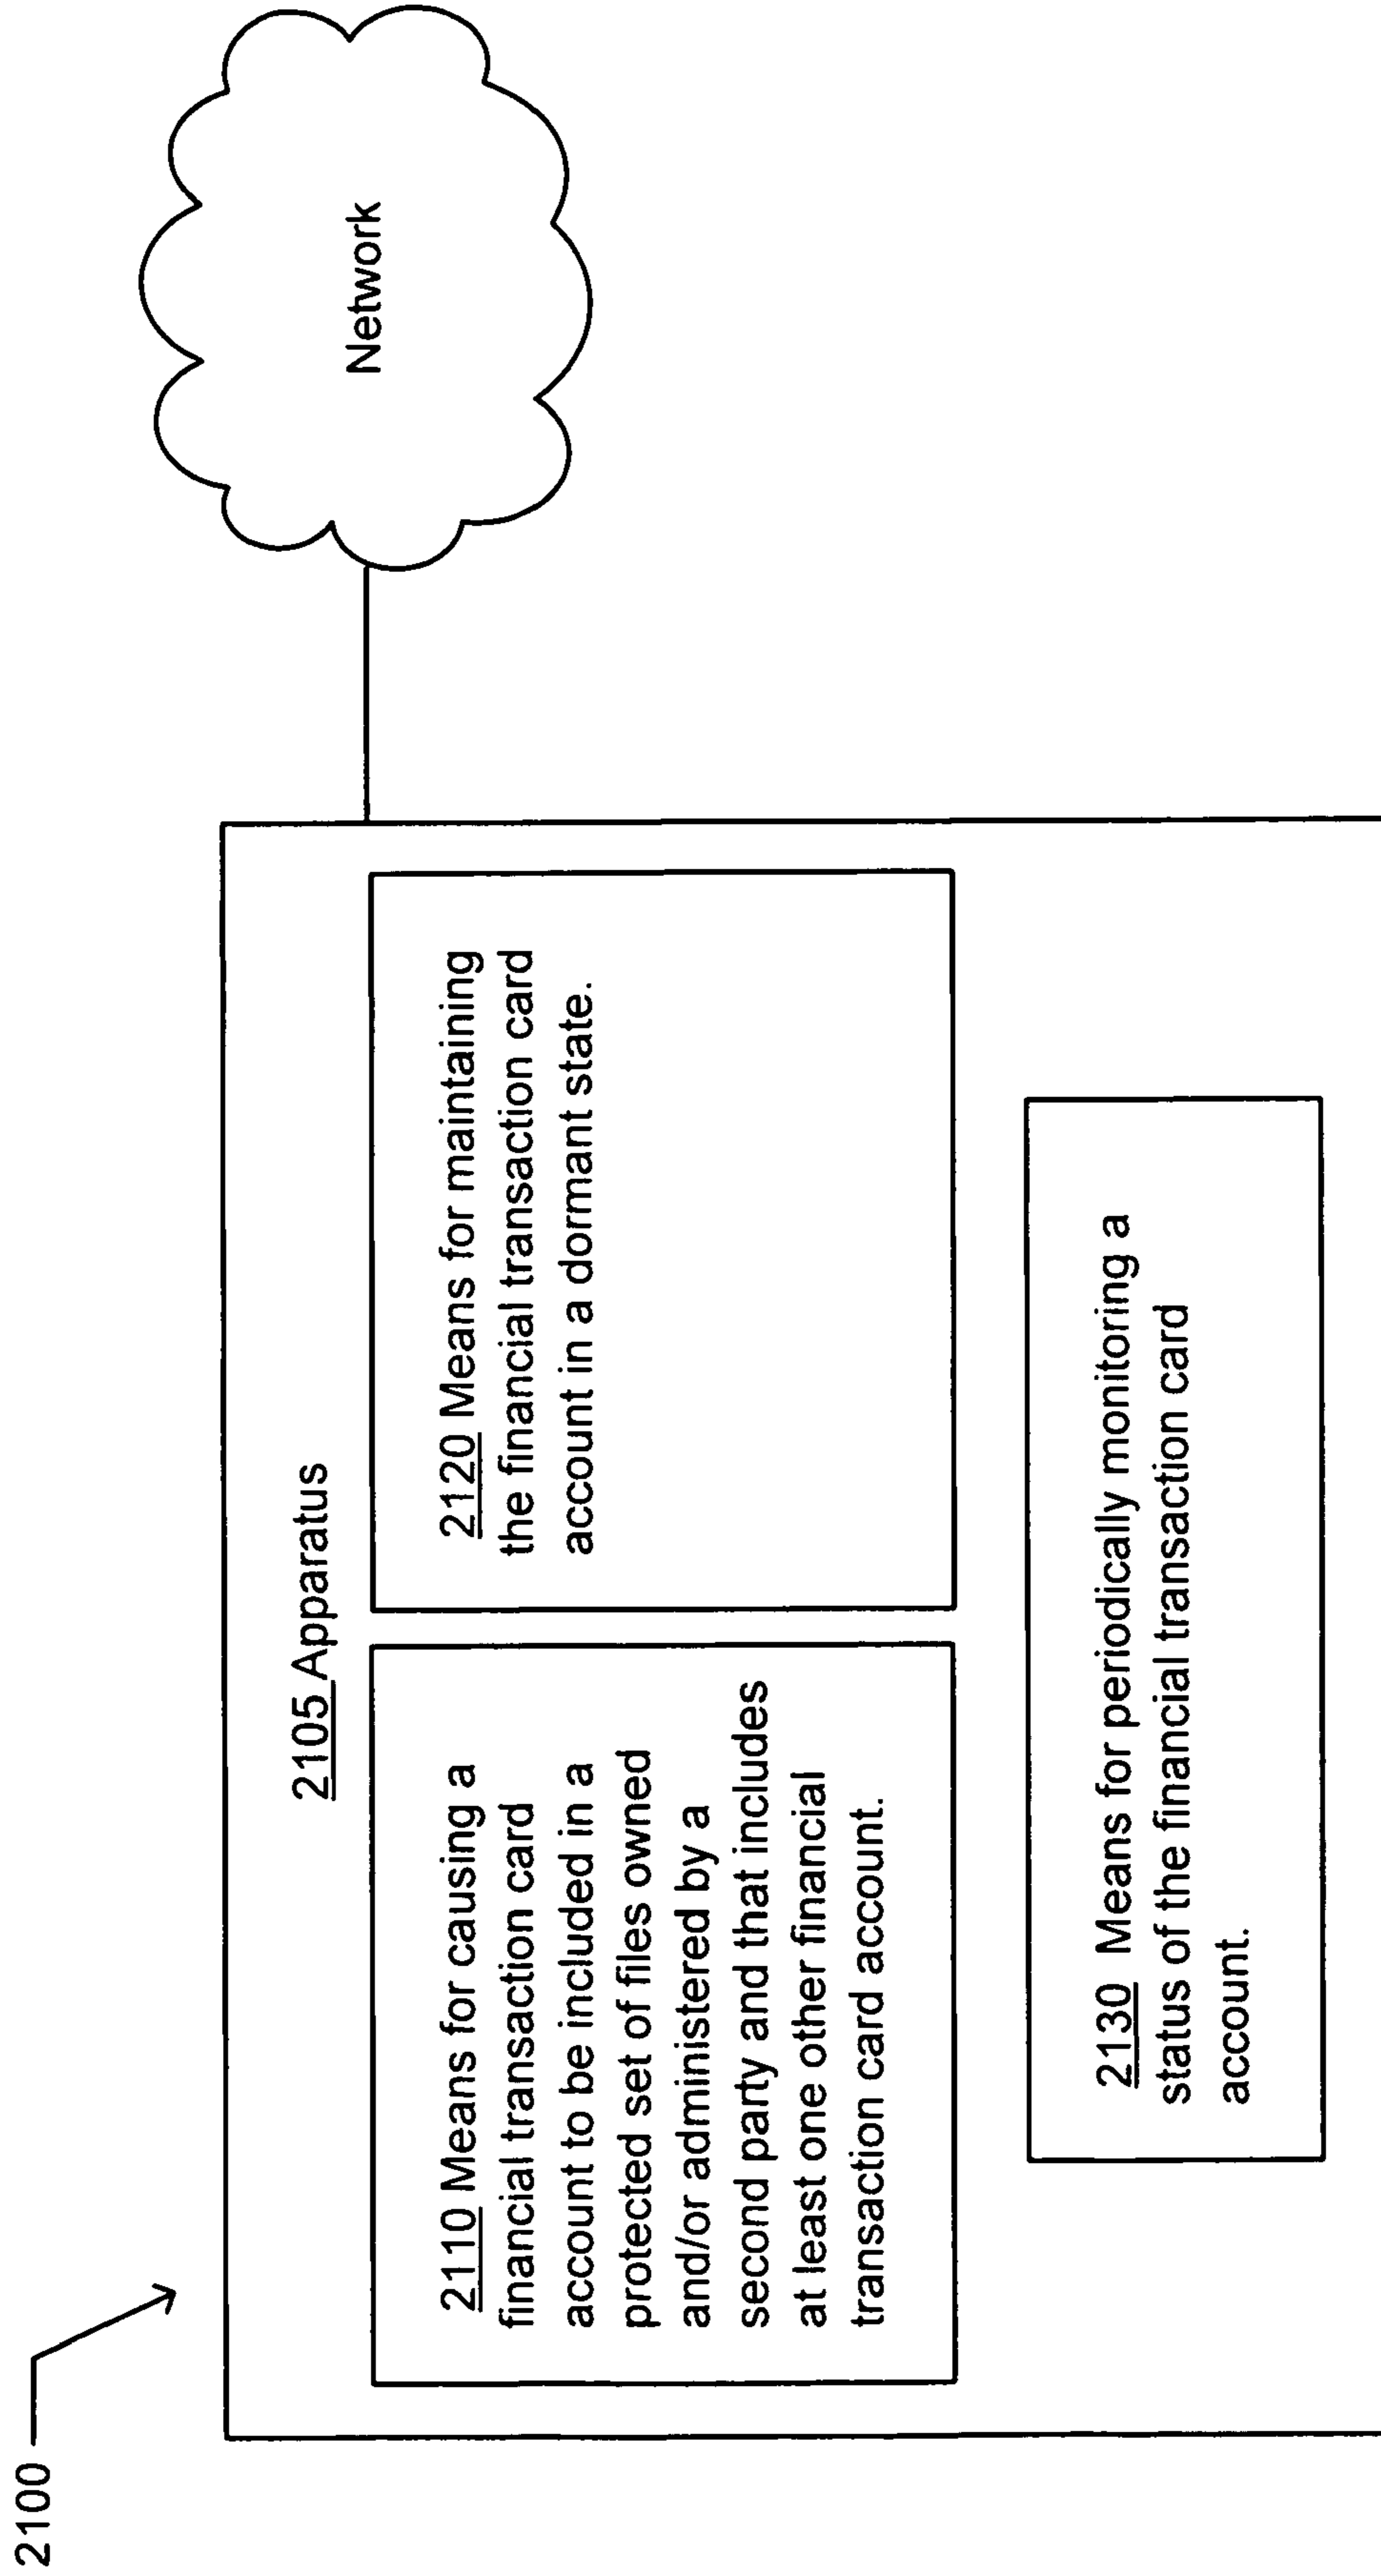 2100
2105 Apparatus
2110 Means for causing a
financial transaction card
account to be included in a
protected set of files owned
and/or administered by a
second party and that includes
at least one other financial
transaction card account.
2120 Means for maintaining
the financial transaction card
account in a dormant state.
2130 Means for periodically monitoring a
status of the financial transaction card
account.
Network